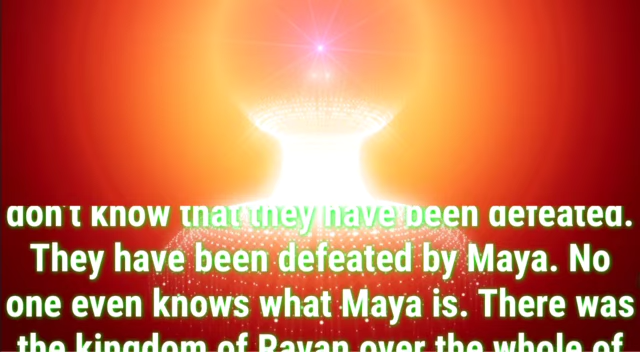 don't know that they have been defeated.
They have been defeated by Maya. No
one even knows what Maya is. There was
the kingdom of Ravan over the whole of